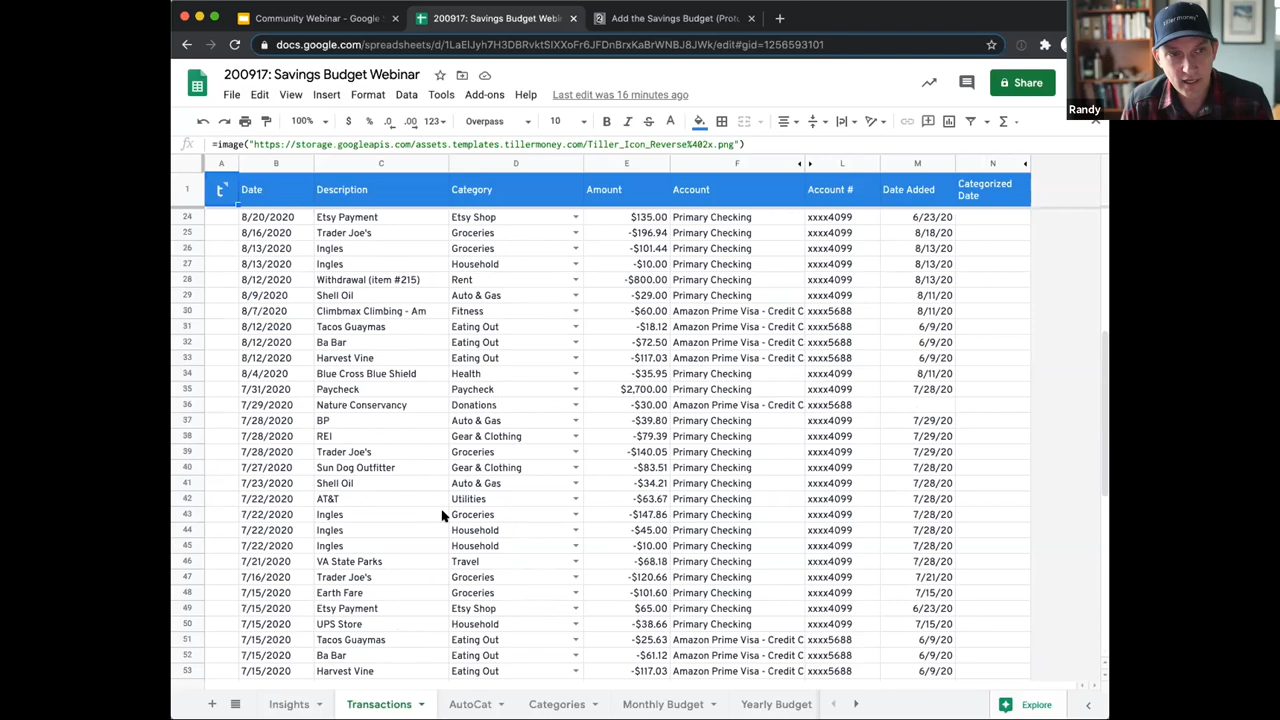 Community Webinar - Google S
200917: Savings Budget Webin
Add the Savings Budget (Protot
docs.google.com/spreadsheets/d/1LaEIJyh7H3DBRvktSIXXoFr6JFDnBrxKaBrWNBJ8JWk/edit#gid=1256593101
tiller money
200917: Savings Budget Webinar
Share
File Edit View Insert Format Data Tools Add-ons Help Last edit was 16 minutes ago
Randy
100% $ % .0 .00 123 Overpass 10 B I S A
fx =image("https://storage.googleapis.com/assets.templates.tillermoney.com/Tiller_Icon_Reverse%402x.png")
A B C D E F L M N
1 t Date Description Category Amount Account Account # Date Added Categorized Date
24 8/20/2020 Etsy Payment Etsy Shop $135.00 Primary Checking xxxx4099 6/23/20
25 8/16/2020 Trader Joe's Groceries -$196.94 Primary Checking xxxx4099 8/18/20
26 8/13/2020 Ingles Groceries -$101.44 Primary Checking xxxx4099 8/13/20
27 8/13/2020 Ingles Household -$10.00 Primary Checking xxxx4099 8/13/20
28 8/12/2020 Withdrawal (item #215) Rent -$800.00 Primary Checking xxxx4099 8/13/20
29 8/9/2020 Shell Oil Auto & Gas -$29.00 Primary Checking xxxx4099 8/11/20
30 8/7/2020 Climbmax Climbing - Am Fitness -$60.00 Amazon Prime Visa - Credit C xxxx5688 8/11/20
31 8/12/2020 Tacos Guaymas Eating Out -$18.12 Amazon Prime Visa - Credit C xxxx5688 6/9/20
32 8/12/2020 Ba Bar Eating Out -$72.50 Amazon Prime Visa - Credit C xxxx5688 6/9/20
33 8/12/2020 Harvest Vine Eating Out -$117.03 Amazon Prime Visa - Credit C xxxx5688 6/9/20
34 8/4/2020 Blue Cross Blue Shield Health -$35.95 Primary Checking xxxx4099 8/11/20
35 7/31/2020 Paycheck Paycheck $2,700.00 Primary Checking xxxx4099 7/28/20
36 7/29/2020 Nature Conservancy Donations -$30.00 Amazon Prime Visa - Credit C xxxx5688
37 7/28/2020 BP Auto & Gas -$39.80 Primary Checking xxxx4099 7/29/20
38 7/28/2020 REI Gear & Clothing -$79.39 Primary Checking xxxx4099 7/29/20
39 7/28/2020 Trader Joe's Groceries -$140.05 Primary Checking xxxx4099 7/29/20
40 7/27/2020 Sun Dog Outfitter Gear & Clothing -$83.51 Primary Checking xxxx4099 7/28/20
41 7/23/2020 Shell Oil Auto & Gas -$34.21 Primary Checking xxxx4099 7/28/20
42 7/22/2020 AT&T Utilities -$63.67 Primary Checking xxxx4099 7/28/20
43 7/22/2020 Ingles Groceries -$147.86 Primary Checking xxxx4099 7/28/20
44 7/22/2020 Ingles Household -$45.00 Primary Checking xxxx4099 7/28/20
45 7/22/2020 Ingles Household -$10.00 Primary Checking xxxx4099 7/28/20
46 7/21/2020 VA State Parks Travel -$68.18 Primary Checking xxxx4099 7/28/20
47 7/16/2020 Trader Joe's Groceries -$120.66 Primary Checking xxxx4099 7/21/20
48 7/15/2020 Earth Fare Groceries -$101.60 Primary Checking xxxx4099 7/15/20
49 7/15/2020 Etsy Payment Etsy Shop $65.00 Primary Checking xxxx4099 6/23/20
50 7/15/2020 UPS Store Household -$38.66 Primary Checking xxxx4099 7/15/20
51 7/15/2020 Tacos Guaymas Eating Out -$25.63 Amazon Prime Visa - Credit C xxxx5688 6/9/20
52 7/15/2020 Ba Bar Eating Out -$61.12 Amazon Prime Visa - Credit C xxxx5688 6/9/20
53 7/15/2020 Harvest Vine Eating Out -$117.03 Amazon Prime Visa - Credit C xxxx5688 6/9/20
Insights Transactions AutoCat Categories Monthly Budget Yearly Budget Explore